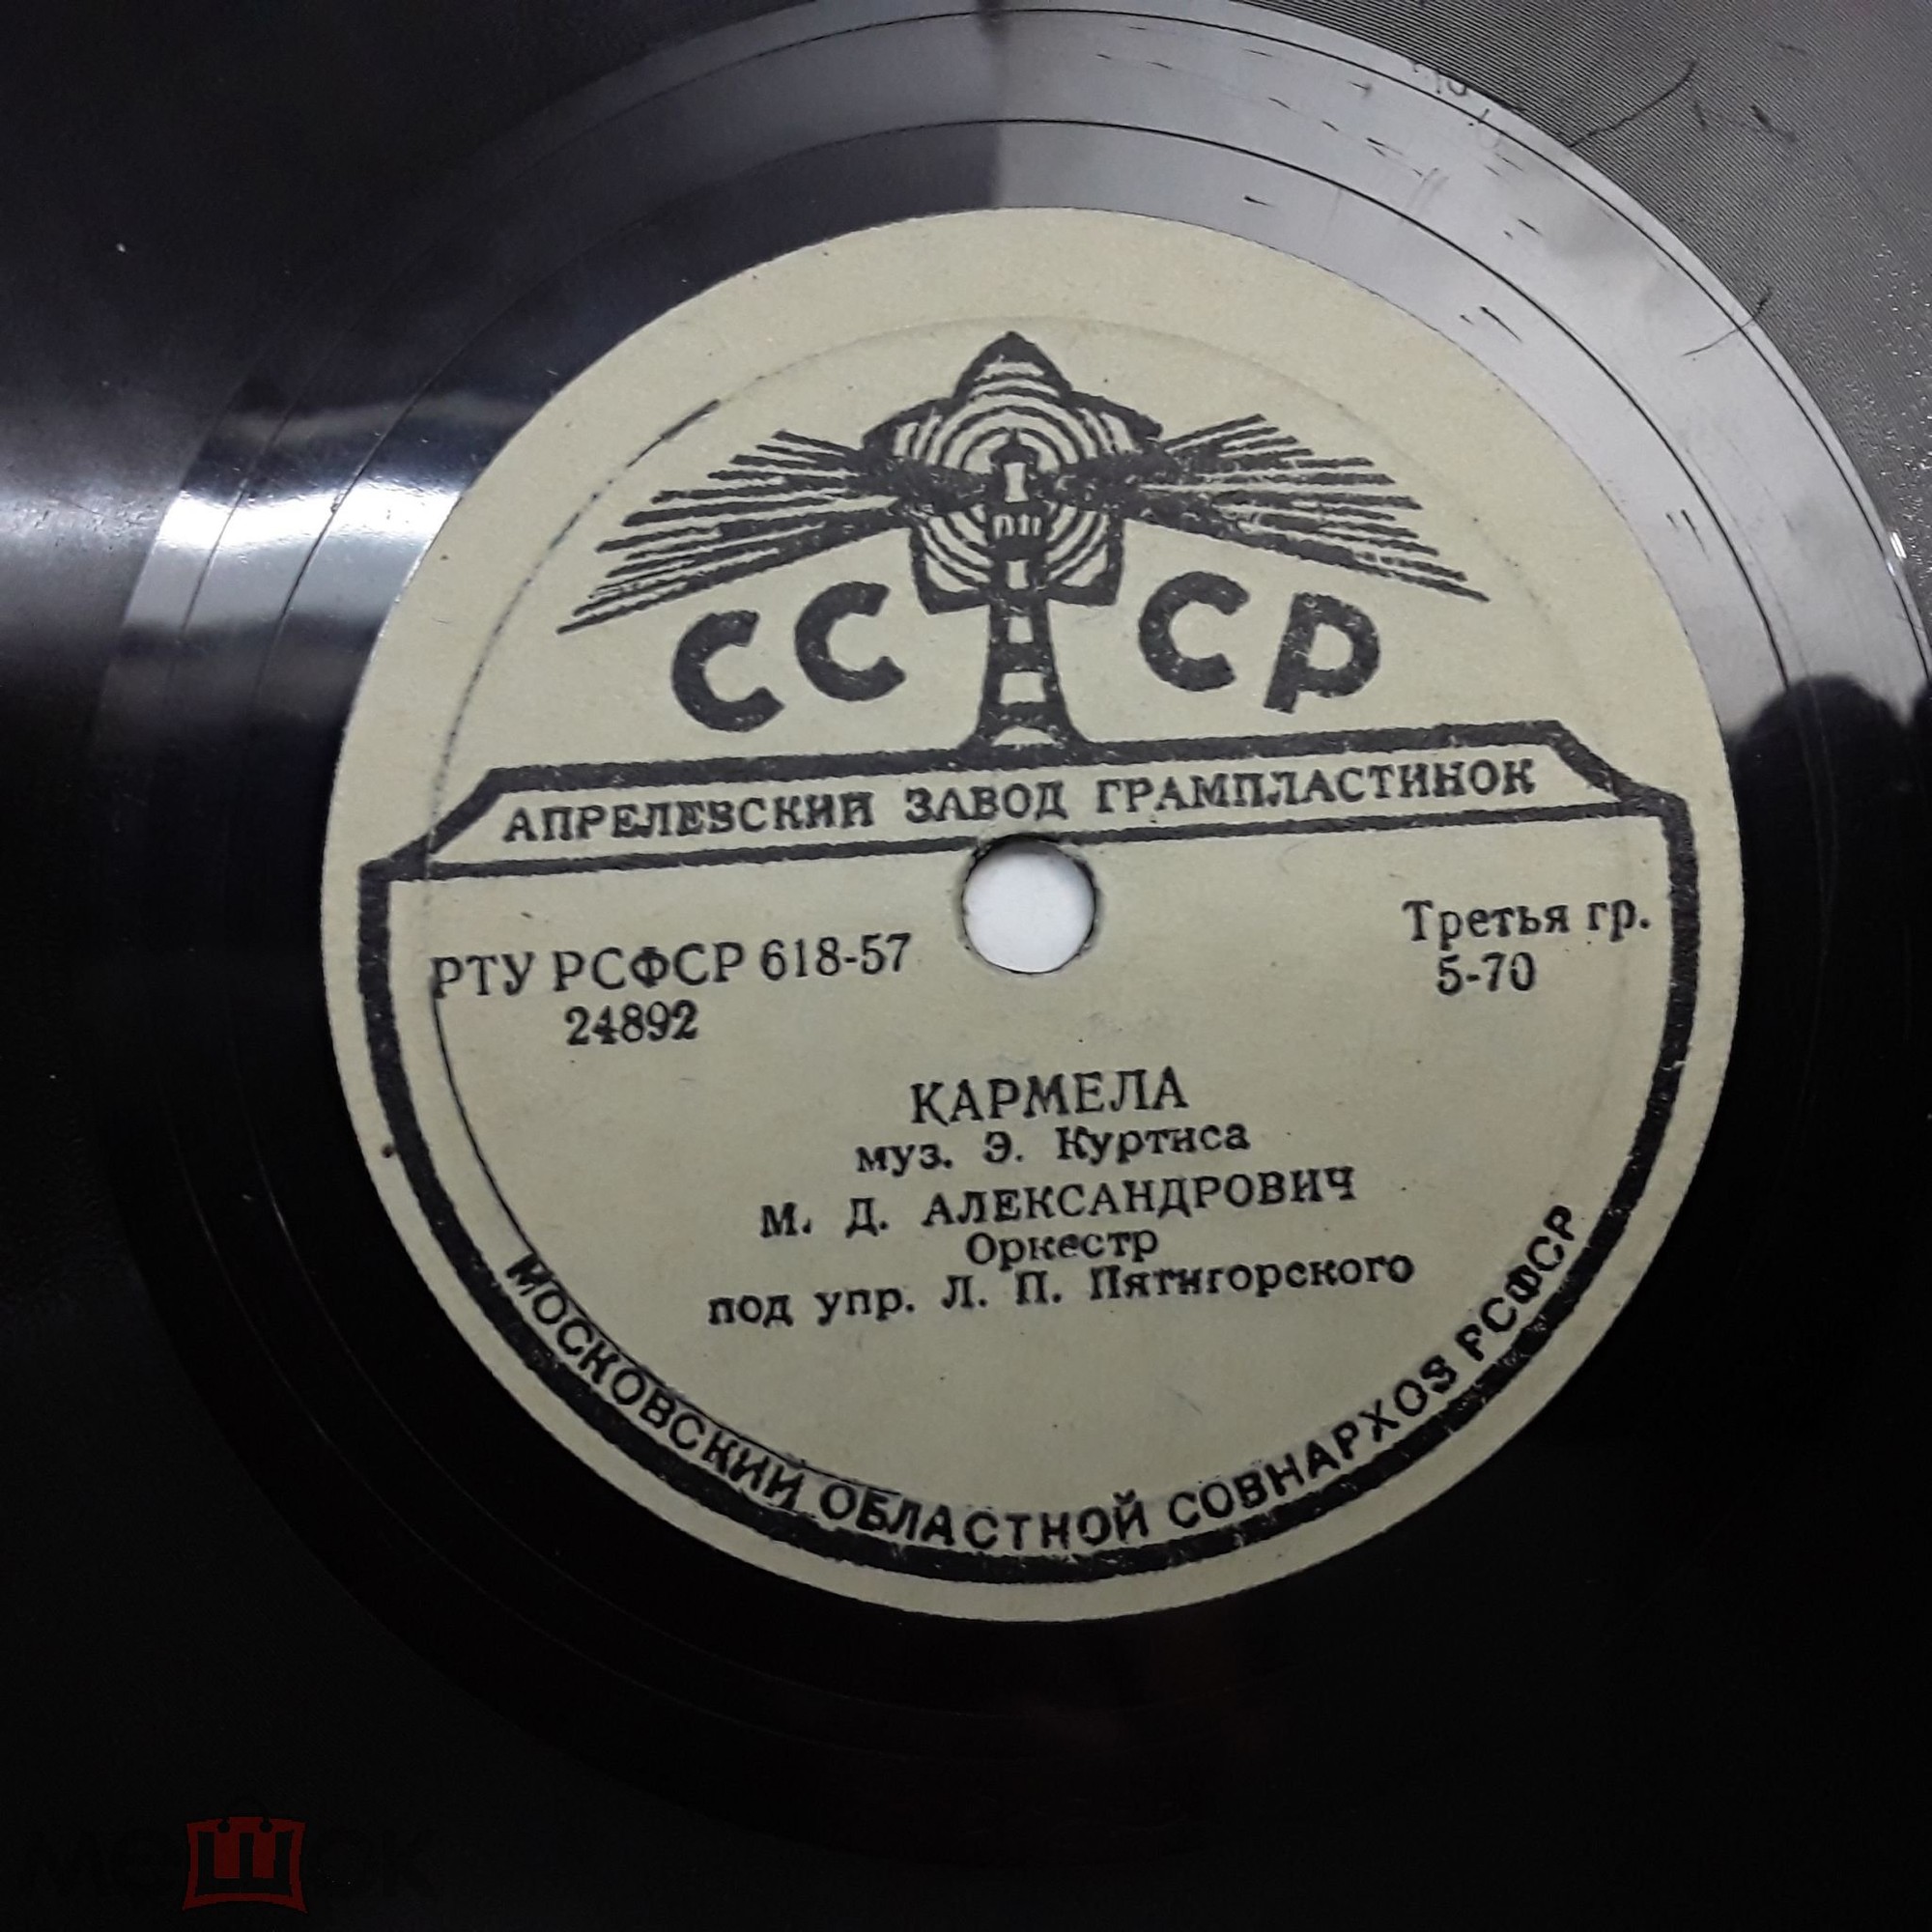 СССР
АПРЕЛЕВСКИЙ ЗАВОД ГРАМПЛАСТИНОК
РТУ РСФСР 618-57
24892
Третья гр.
5-70
КАРМЕЛА
муз. Э. Куртиса
М. Д. АЛЕКСАНДРОВИЧ
Оркестр
под упр. Л. П. Пятигорского
МОСКОВСКИЙ ОБЛАСТНОЙ СОВНАРХОЗ РСФСР
мешок